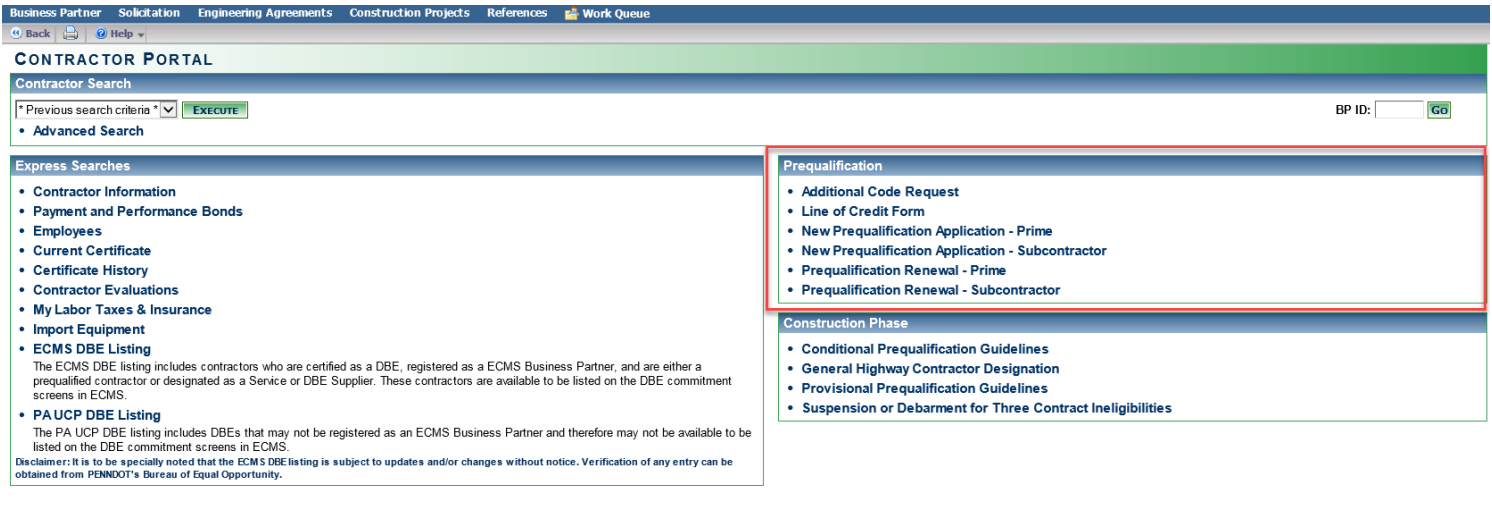 Business Partner Solicitation Engineering Agreements Construction Projects References Work Queue
Back Help
CONTRACTOR PORTAL
Contractor Search
* Previous search criteria * EXECUTE BP ID: GO
• Advanced Search
Express Searches
• Contractor Information
• Payment and Performance Bonds
• Employees
• Current Certificate
• Certificate History
• Contractor Evaluations
• My Labor Taxes & Insurance
• Import Equipment
• ECMS DBE Listing
The ECMS DBE listing includes contractors who are certified as a DBE, registered as a ECMS Business Partner, and are either a
prequalified contractor or designated as a Service or DBE Supplier. These contractors are available to be listed on the DBE commitment
screens in ECMS.
• PA UCP DBE Listing
The PA UCP DBE listing includes DBEs that may not be registered as an ECMS Business Partner and therefore may not be available to be
listed on the DBE commitment screens in ECMS.
Disclaimer: It is to be specially noted that the ECMS DBE listing is subject to updates and/or changes without notice. Verification of any entry can be
obtained from PENNDOT's Bureau of Equal Opportunity.
Prequalification
• Additional Code Request
• Line of Credit Form
• New Prequalification Application - Prime
• New Prequalification Application - Subcontractor
• Prequalification Renewal - Prime
• Prequalification Renewal - Subcontractor
Construction Phase
• Conditional Prequalification Guidelines
• General Highway Contractor Designation
• Provisional Prequalification Guidelines
• Suspension or Debarment for Three Contract Ineligibilities